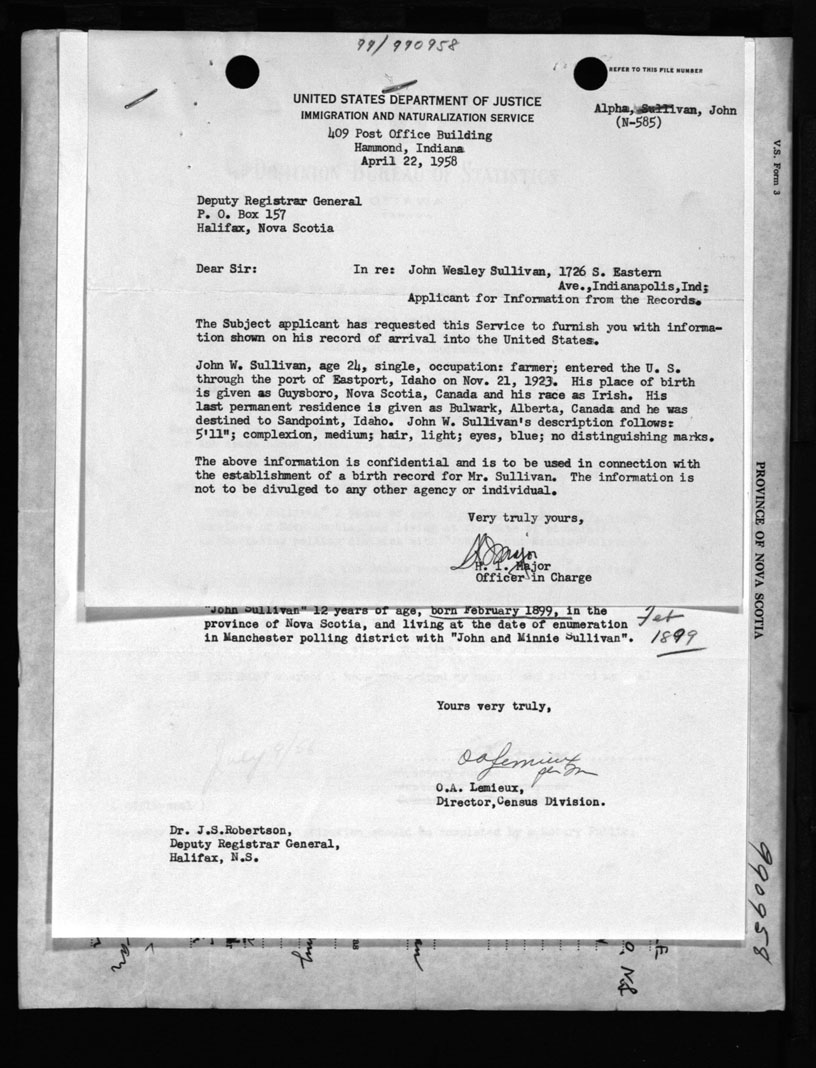 99/990958
REFER TO THIS FILE NUMBER
UNITED STATES DEPARTMENT OF JUSTICE
IMMIGRATION AND NATURALIZATION SERVICE
Alpha, Sullivan, John
(N-585)
409 Post Office Building
Hammond, Indiana
April 22, 1958
Deputy Registrar General
P. O. Box 157
Halifax, Nova Scotia
Dear Sir: In re: John Wesley Sullivan, 1726 S. Eastern
Ave.,Indianapolis,Ind;
Applicant for Information from the Records.
The Subject applicant has requested this Service to furnish you with informa-
tion shown on his record of arrival into the United States.
John W. Sullivan, age 24, single, occupation: farmer; entered the U. S.
through the port of Eastport, Idaho on Nov. 21, 1923. His place of birth
is given as Guysboro, Nova Scotia, Canada and his race as Irish. His
last permanent residence is given as Bulwark, Alberta, Canada and he was
destined to Sandpoint, Idaho. John W. Sullivan's description follows:
5'11"; complexion, medium; hair, light; eyes, blue; no distinguishing marks.
The above information is confidential and is to be used in connection with
the establishment of a birth record for Mr. Sullivan. The information is
not to be divulged to any other agency or individual.
Very truly yours,
H. I. Major
Officer in Charge
"John Sullivan" 12 years of age, born February 1899, in the
province of Nova Scotia, and living at the date of enumeration
in Manchester polling district with "John and Minnie Sullivan".
Feb
1899
Yours very truly,
July 9/56
O A Lemieux
O.A. Lemieux,
Director,Census Division.
Dr. J.S.Robertson,
Deputy Registrar General,
Halifax, N.S.
V.S. Form 3
PROVINCE OF NOVA SCOTIA
990958